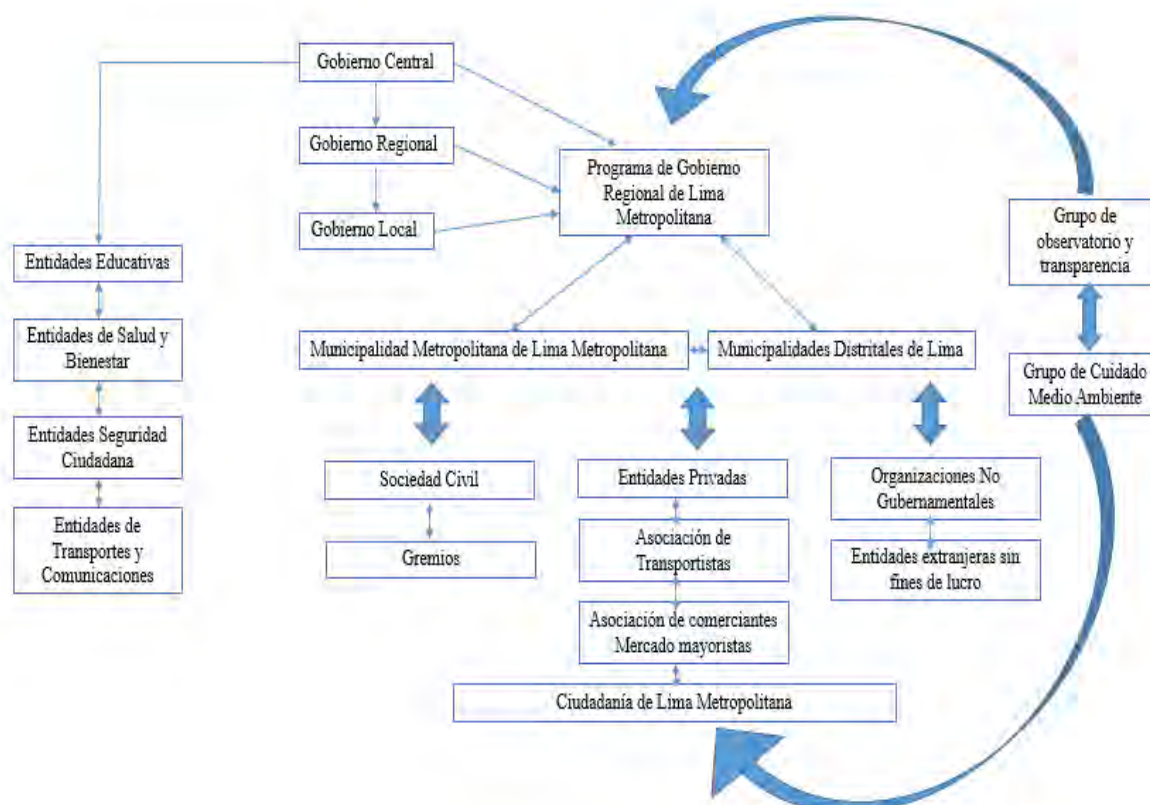 Gobierno Central
Gobierno Regional
Gobierno Local
Programa de Gobierno
Regional de Lima
Metropolitana
Entidades Educativas
Entidades de Salud y
Bienestar
Entidades Seguridad
Ciudadana
Entidades de
Transportes y
Comunicaciones
Municipalidad Metropolitana de Lima Metropolitana
Municipalidades Distritales de Lima
Sociedad Civil
Gremios
Entidades Privadas
Asociación de
Transportistas
Asociación de comerciantes
Mercado mayoristas
Organizaciones No
Gubernamentales
Entidades extranjeras sin
fines de lucro
Ciudadanía de Lima Metropolitana
Grupo de
observatorio y
transparencia
Grupo de Cuidado
Medio Ambiente